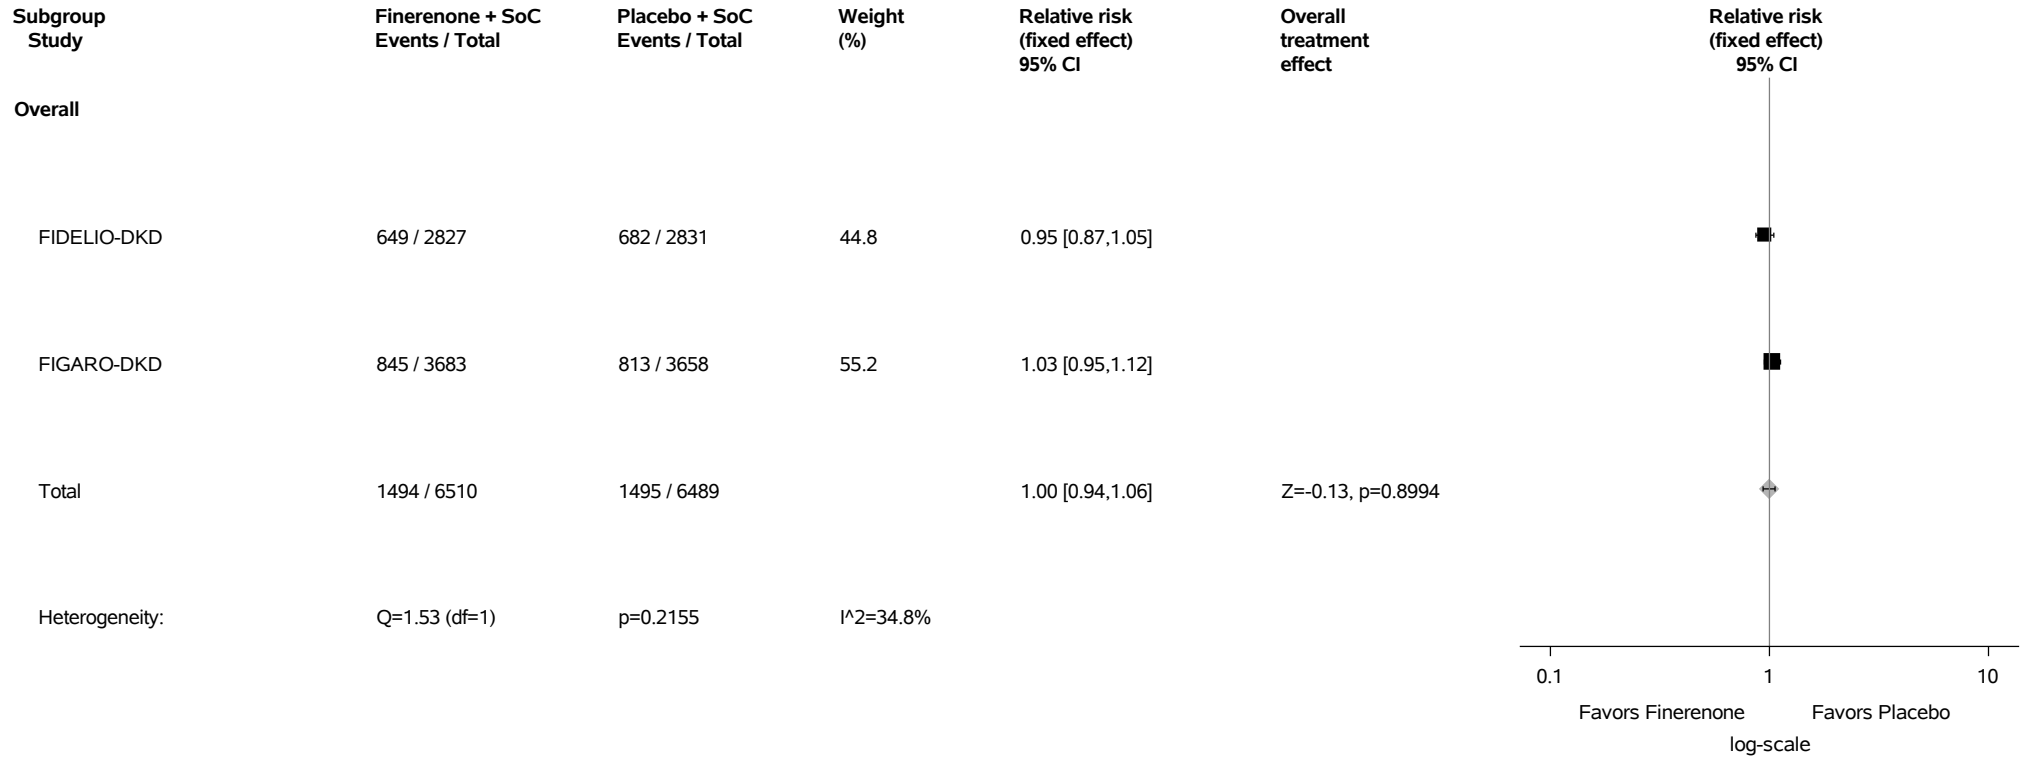 Subgroup Finerenone + SoC Placebo + SoC Weight Relative risk Overall Relative risk
Study Events / Total Events / Total (%) (fixed effect) treatment (fixed effect)
95% CI effect 95% CI
Overall
FIDELIO-DKD 649 / 2827 682 / 2831 44.8 0.95 [0.87,1.05]
FIGARO-DKD 845 / 3683 813 / 3658 55.2 1.03 [0.95,1.12]
Total 1494 / 6510 1495 / 6489 1.00 [0.94,1.06] Z=-0.13, p=0.8994
Heterogeneity: Q=1.53 (df=1) p=0.2155 I^2=34.8%
0.1 1 10
Favors Finerenone Favors Placebo
log-scale